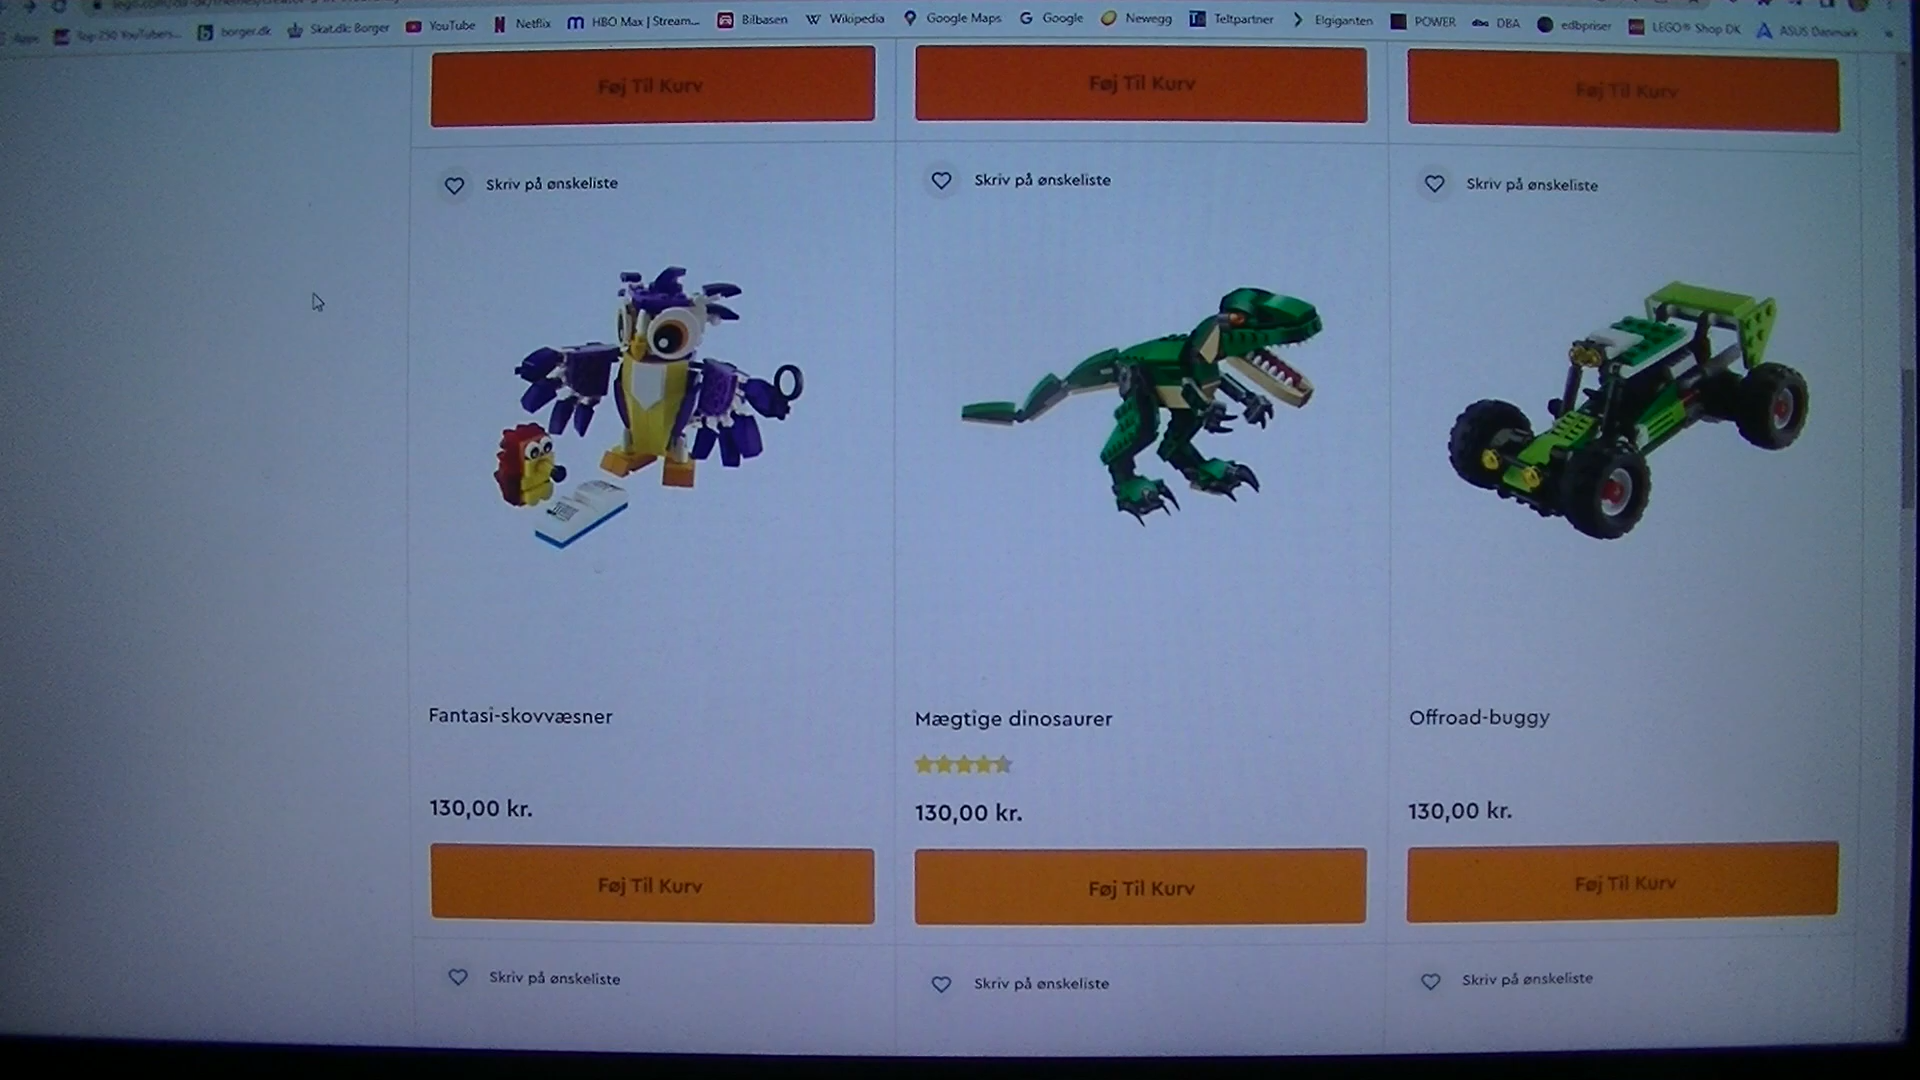 Apps Top 250 YouTubers... borger.dk Skat.dk: Borger YouTube Netflix HBO Max | Stream... Bilbasen Wikipedia Google Maps Google Newegg Teltpartner Elgiganten POWER dba DBA edbpriser LEGO® Shop DK ASUS Danmark »
Føj Til Kurv Føj Til Kurv Føj Til Kurv
Skriv på ønskeliste Skriv på ønskeliste Skriv på ønskeliste
Fantasi-skovvæsner Mægtige dinosaurer Offroad-buggy
130,00 kr. 130,00 kr. 130,00 kr.
Føj Til Kurv Føj Til Kurv Føj Til Kurv
Skriv på ønskeliste Skriv på ønskeliste Skriv på ønskeliste